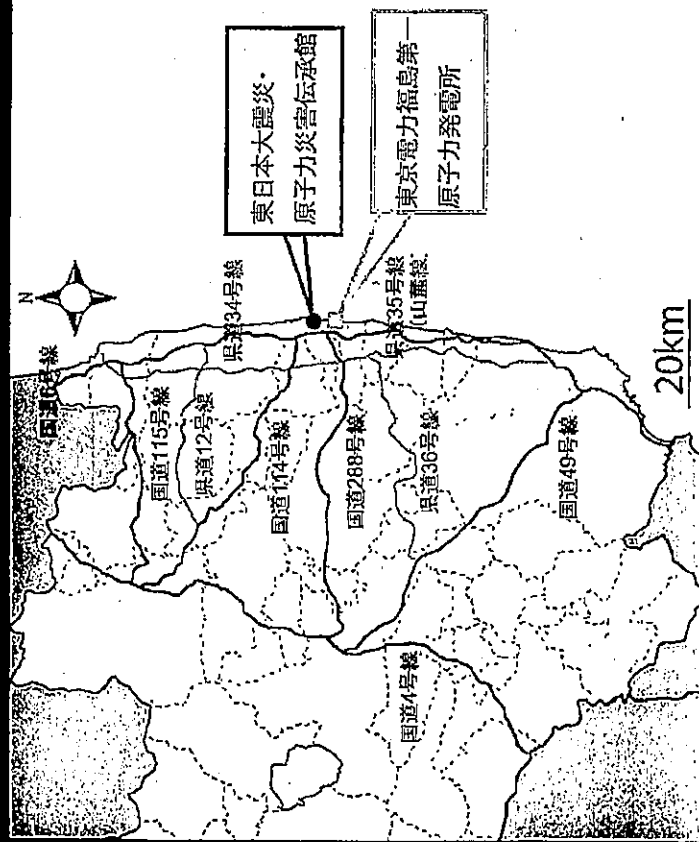 N
国道6号線
県道34号線
東日本大震災・
原子力災害伝承館
国道115号線
県道12号線
国道114号線
東京電力福島第一
原子力発電所
国道288号線
県道36号線
県道35号線
(山麓線)
国道49号線
国道4号線
20km